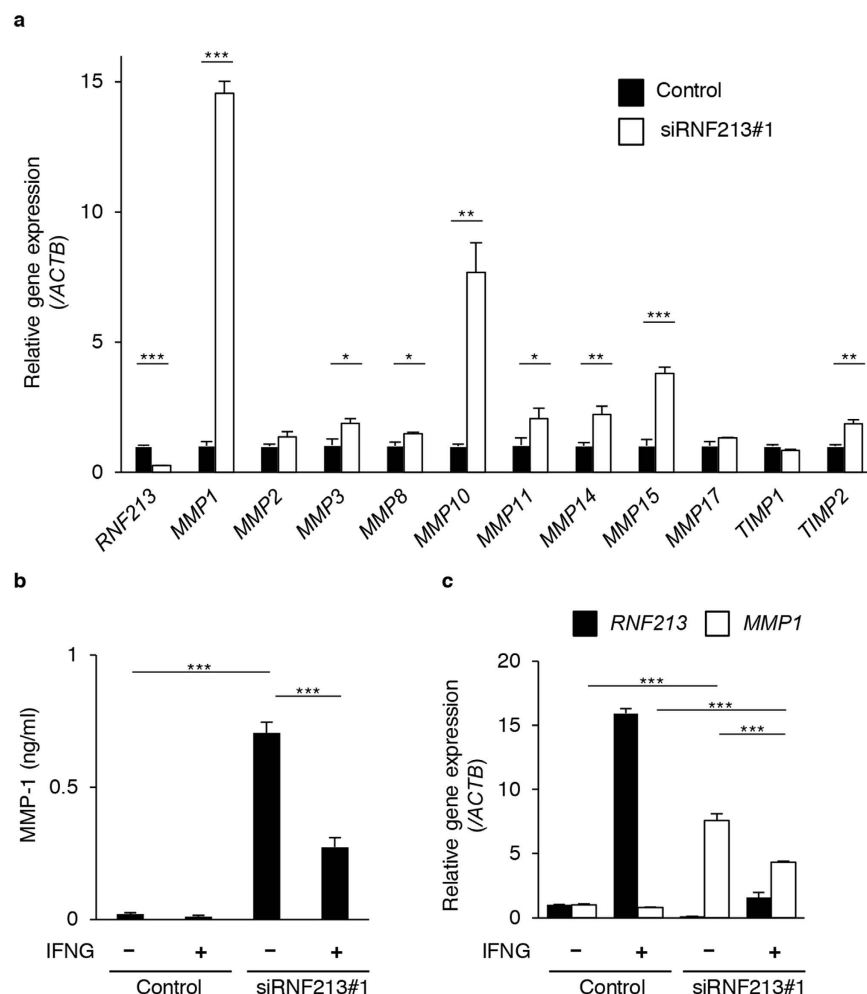 a
***
15
Control
siRNF213#1
10
**
Relative gene expression
(/ACTB)
***
5
***
*
*
*
**
**
0
RNF213
MMP1
MMP2
MMP3
MMP8
MMP10
MMP11
MMP14
MMP15
MMP17
TIMP1
TIMP2
b
1
***
***
MMP-1 (ng/ml)
0.5
0
IFNG − + − +
Control siRNF213#1
c
RNF213 MMP1
20
***
***
***
15
Relative gene expression
(/ACTB)
10
5
0
IFNG − + − +
Control siRNF213#1